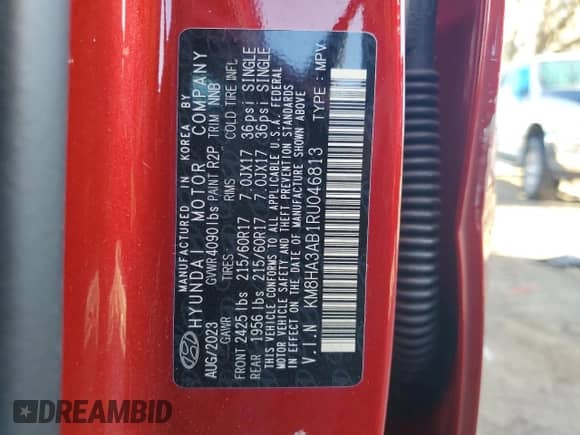 MANUFACTURED IN KOREA BY
HYUNDAI MOTOR COMPANY
AUG/2023 GVWR 4090 lbs PAINT R2P TRIM NNB
GAWR TIRES RIMS COLD TIRE INFL.
FRONT 2425 lbs 215/60R17 7.0JX17 36psi SINGLE
REAR 1956 lbs 215/60R17 7.0JX17 36psi SINGLE
THIS VEHICLE CONFORMS TO ALL APPLICABLE U.S.A. FEDERAL
MOTOR VEHICLE SAFETY AND THEFT PREVENTION STANDARDS
IN EFFECT ON THE DATE OF MANUFACTURE SHOWN ABOVE.
V.I.N KM8HA3AB1RU046813 TYPE : MPV
DREAMBID